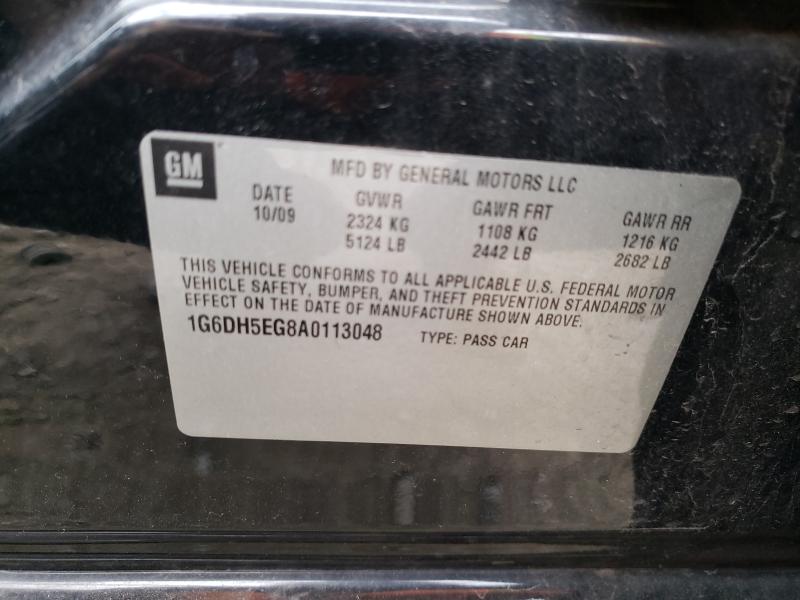 GM
MFD BY GENERAL MOTORS LLC
DATE GVWR GAWR FRT GAWR RR
10/09 2324 KG 1108 KG 1216 KG
5124 LB 2442 LB 2682 LB
THIS VEHICLE CONFORMS TO ALL APPLICABLE U.S. FEDERAL MOTOR
VEHICLE SAFETY, BUMPER, AND THEFT PREVENTION STANDARDS IN
EFFECT ON THE DATE OF MANUFACTURE SHOWN ABOVE.
1G6DH5EG8A0113048 TYPE: PASS CAR